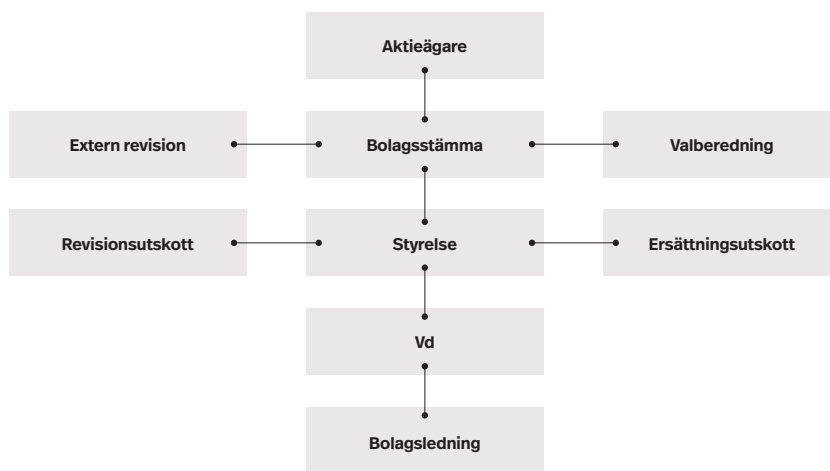 Aktieägare
Extern revision
Bolagsstämma
Valberedning
Revisionsutskott
Styrelse
Ersättningsutskott
Vd
Bolagsledning